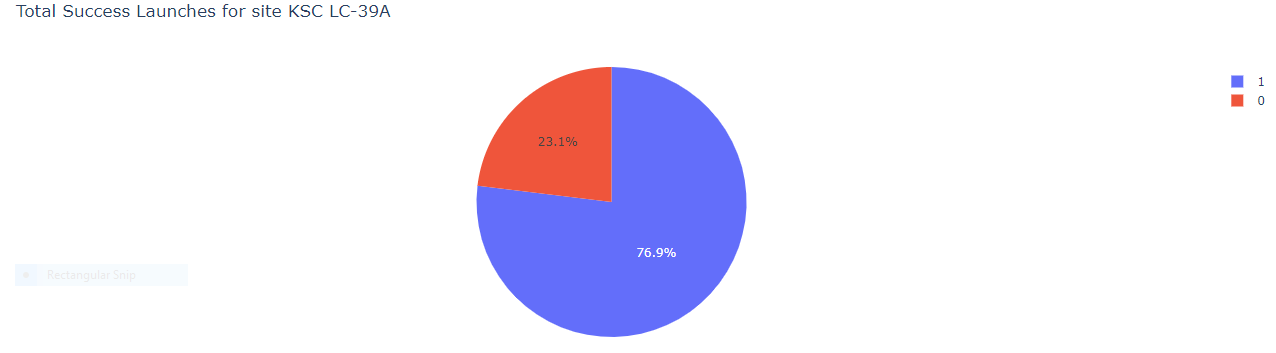 Total Success Launches for site KSC LC-39A
1
0
23.1%
76.9%
Rectangular Snip